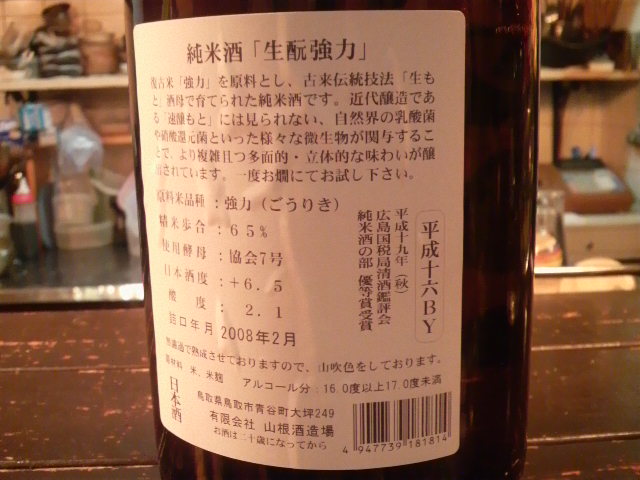 純米酒「生酛強力」
復古米「強力」を原料とし、古来伝統技法「生も
と」酒母で育てられた純米酒です。近代醸造であ
る「速醸もと」には見られない、自然界の乳酸菌
や硝酸還元菌といった様々な微生物が関与するこ
とで、より複雑且つ多面的・立体的な味わいが醸
出されています。一度お燗にてお試し下さい。
原料米品種：強力（ごうりき）
精米歩合：65%
使用酵母：協会7号
日本酒度：+6.5
酸度：2.1
詰口年月 2008年2月
平成十六BY
平成十九年（秋）
広島国税局清酒鑑評会
純米酒の部 優等賞受賞
無濾過で熟成させておりますので、山吹色をしております。
原材料 米、米麹 アルコール分：16.0度以上17.0度未満
日本酒
鳥取県鳥取市青谷町大坪249
有限会社 山根酒造場
お酒は二十歳になってから
4 947739 181814